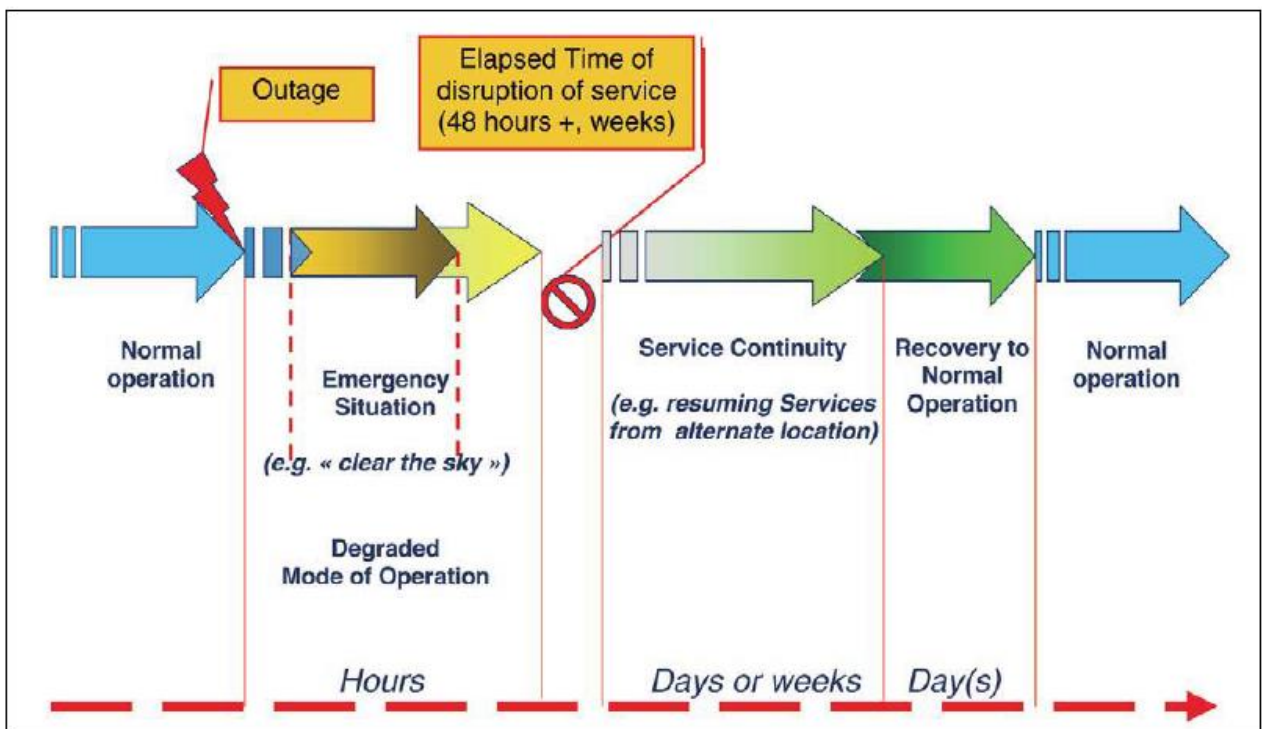 Outage
Elapsed Time of
disruption of service
(48 hours +, weeks)
Normal
operation
Emergency
Situation
(e.g. « clear the sky »)
Degraded
Mode of Operation
Service Continuity
(e.g. resuming Services
from alternate location)
Recovery to
Normal
Operation
Normal
operation
Hours
Days or weeks
Day(s)